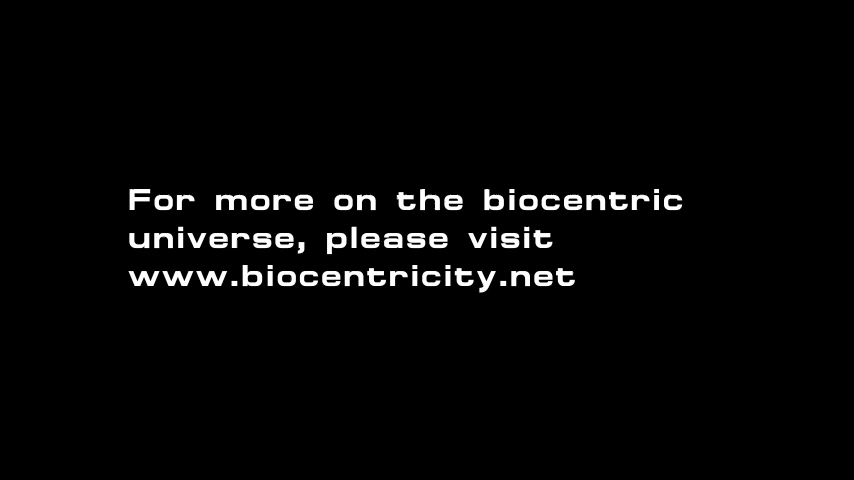 For more on the biocentric
universe, please visit
www.biocentricity.net